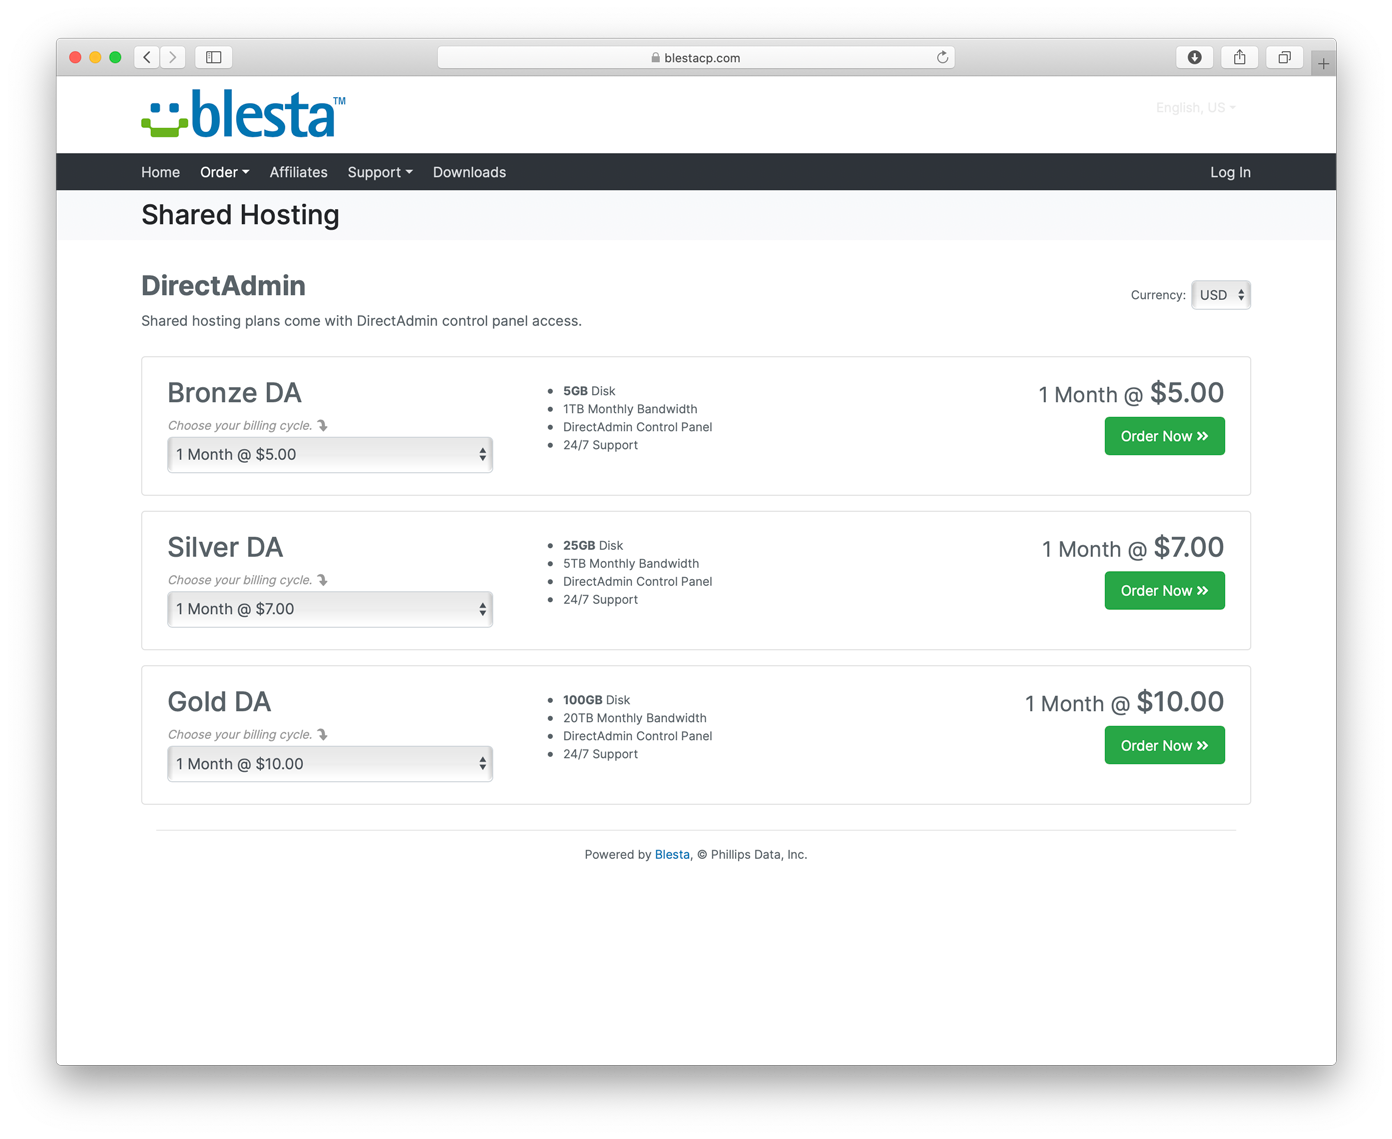 blestacp.com
blesta™
English, US
Home Order Affiliates Support Downloads Log In
Shared Hosting
DirectAdmin
Currency: USD
Shared hosting plans come with DirectAdmin control panel access.
Bronze DA
Choose your billing cycle.
1 Month @ $5.00
5GB Disk
1TB Monthly Bandwidth
DirectAdmin Control Panel
24/7 Support
1 Month @ $5.00
Order Now »
Silver DA
Choose your billing cycle.
1 Month @ $7.00
25GB Disk
5TB Monthly Bandwidth
DirectAdmin Control Panel
24/7 Support
1 Month @ $7.00
Order Now »
Gold DA
Choose your billing cycle.
1 Month @ $10.00
100GB Disk
20TB Monthly Bandwidth
DirectAdmin Control Panel
24/7 Support
1 Month @ $10.00
Order Now »
Powered by Blesta, © Phillips Data, Inc.